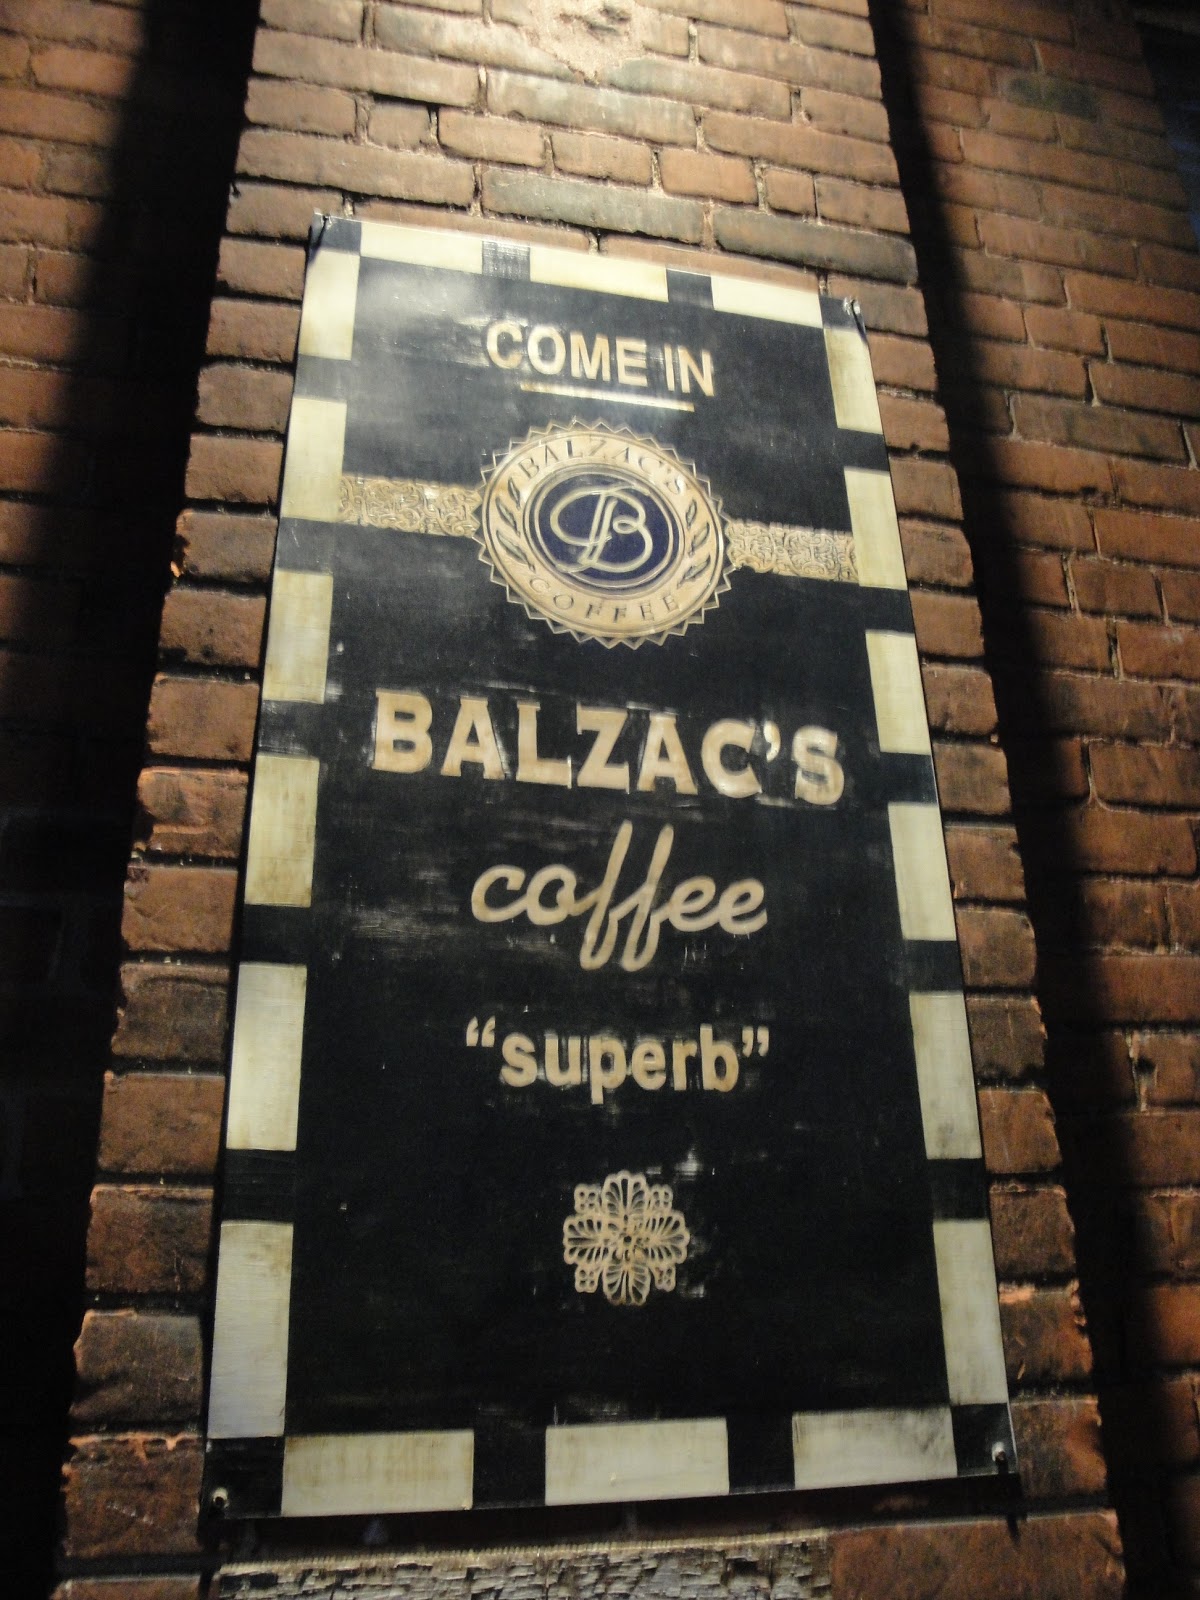 COME IN
BALZAC'S
B
COFFEE
BALZAC'S
coffee
“superb”